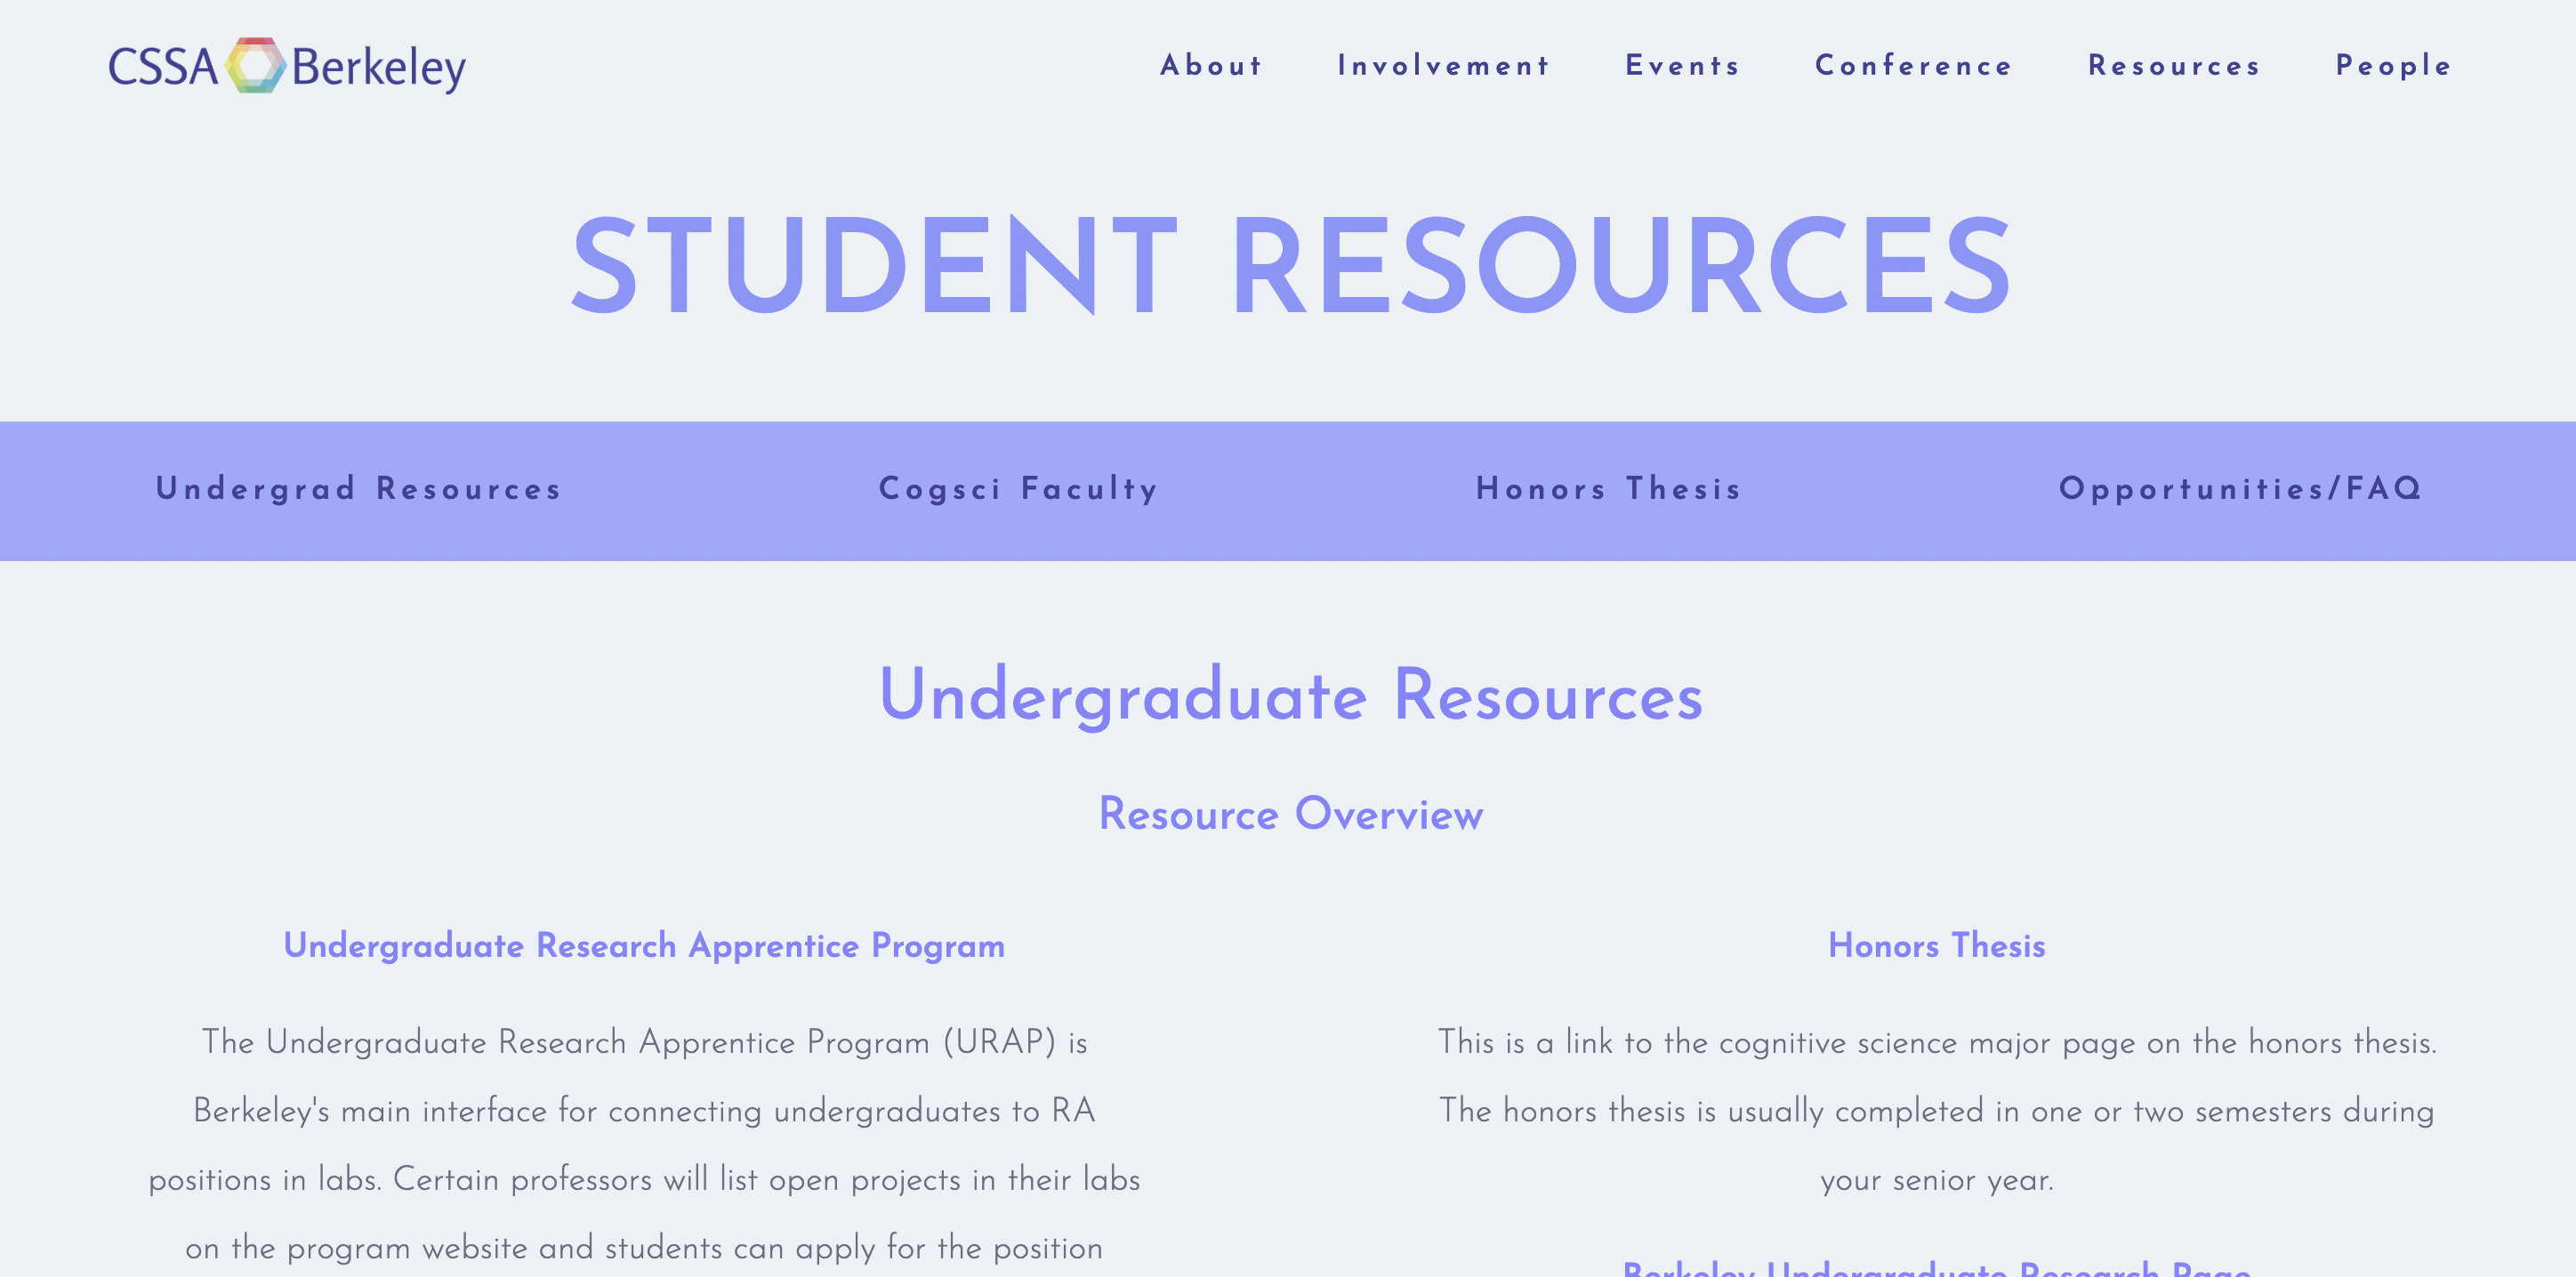 CSSA Berkeley
About Involvement Events Conference Resources People
STUDENT RESOURCES
Undergrad Resources Cogsci Faculty Honors Thesis Opportunities/FAQ
Undergraduate Resources
Resource Overview
Undergraduate Research Apprentice Program
The Undergraduate Research Apprentice Program (URAP) is
Berkeley's main interface for connecting undergraduates to RA
positions in labs. Certain professors will list open projects in their labs
on the program website and students can apply for the position
Honors Thesis
This is a link to the cognitive science major page on the honors thesis.
The honors thesis is usually completed in one or two semesters during
your senior year.
Berkeley Undergraduate Research Page